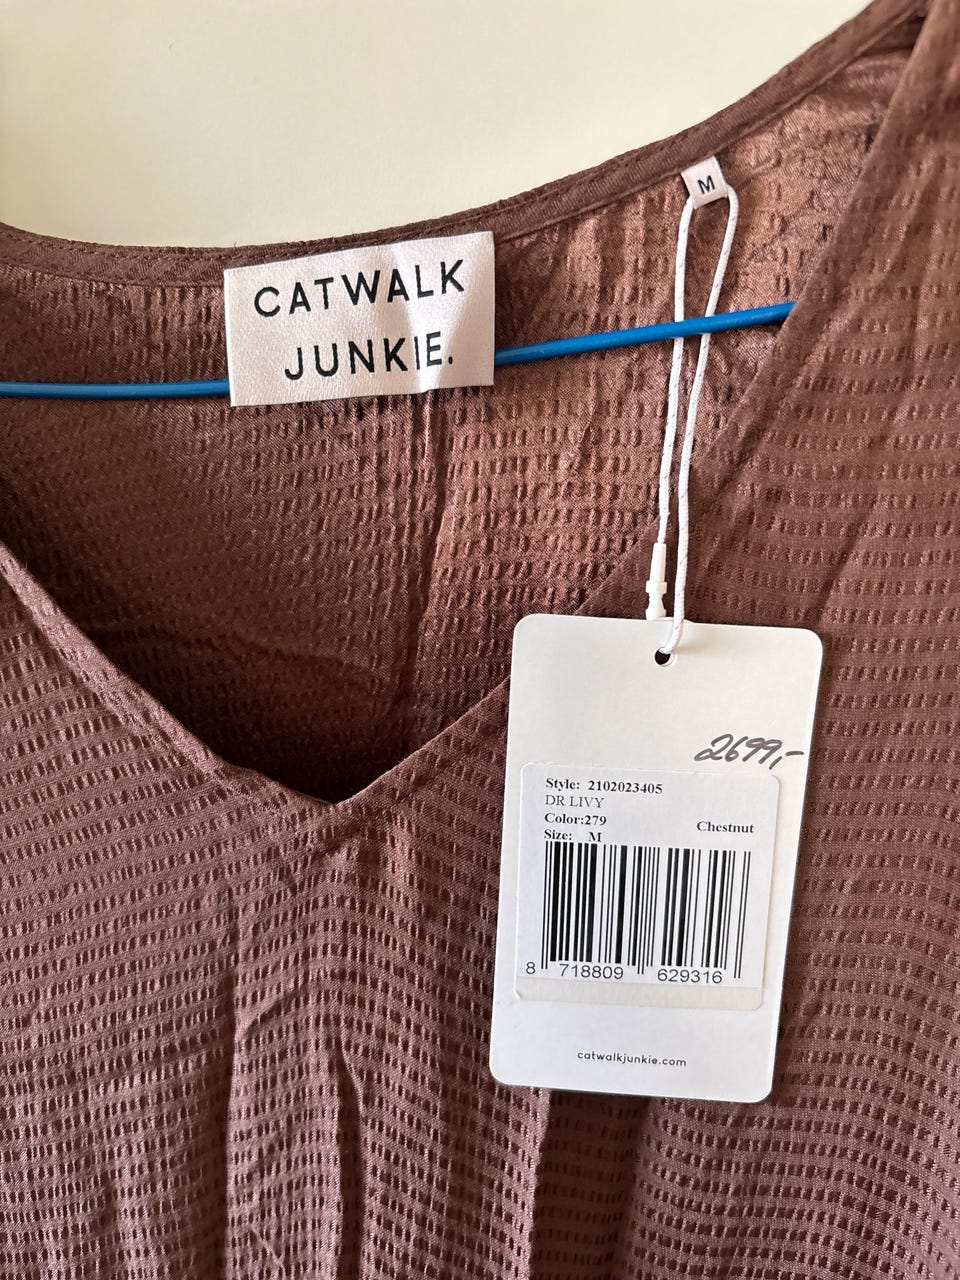 CATWALK
JUNKIE.
M
2699,-
Style: 2102023405
DR LIVY
Color:279
Chestnut
Size: M
8 718809 629316
catwalkjunkie.com